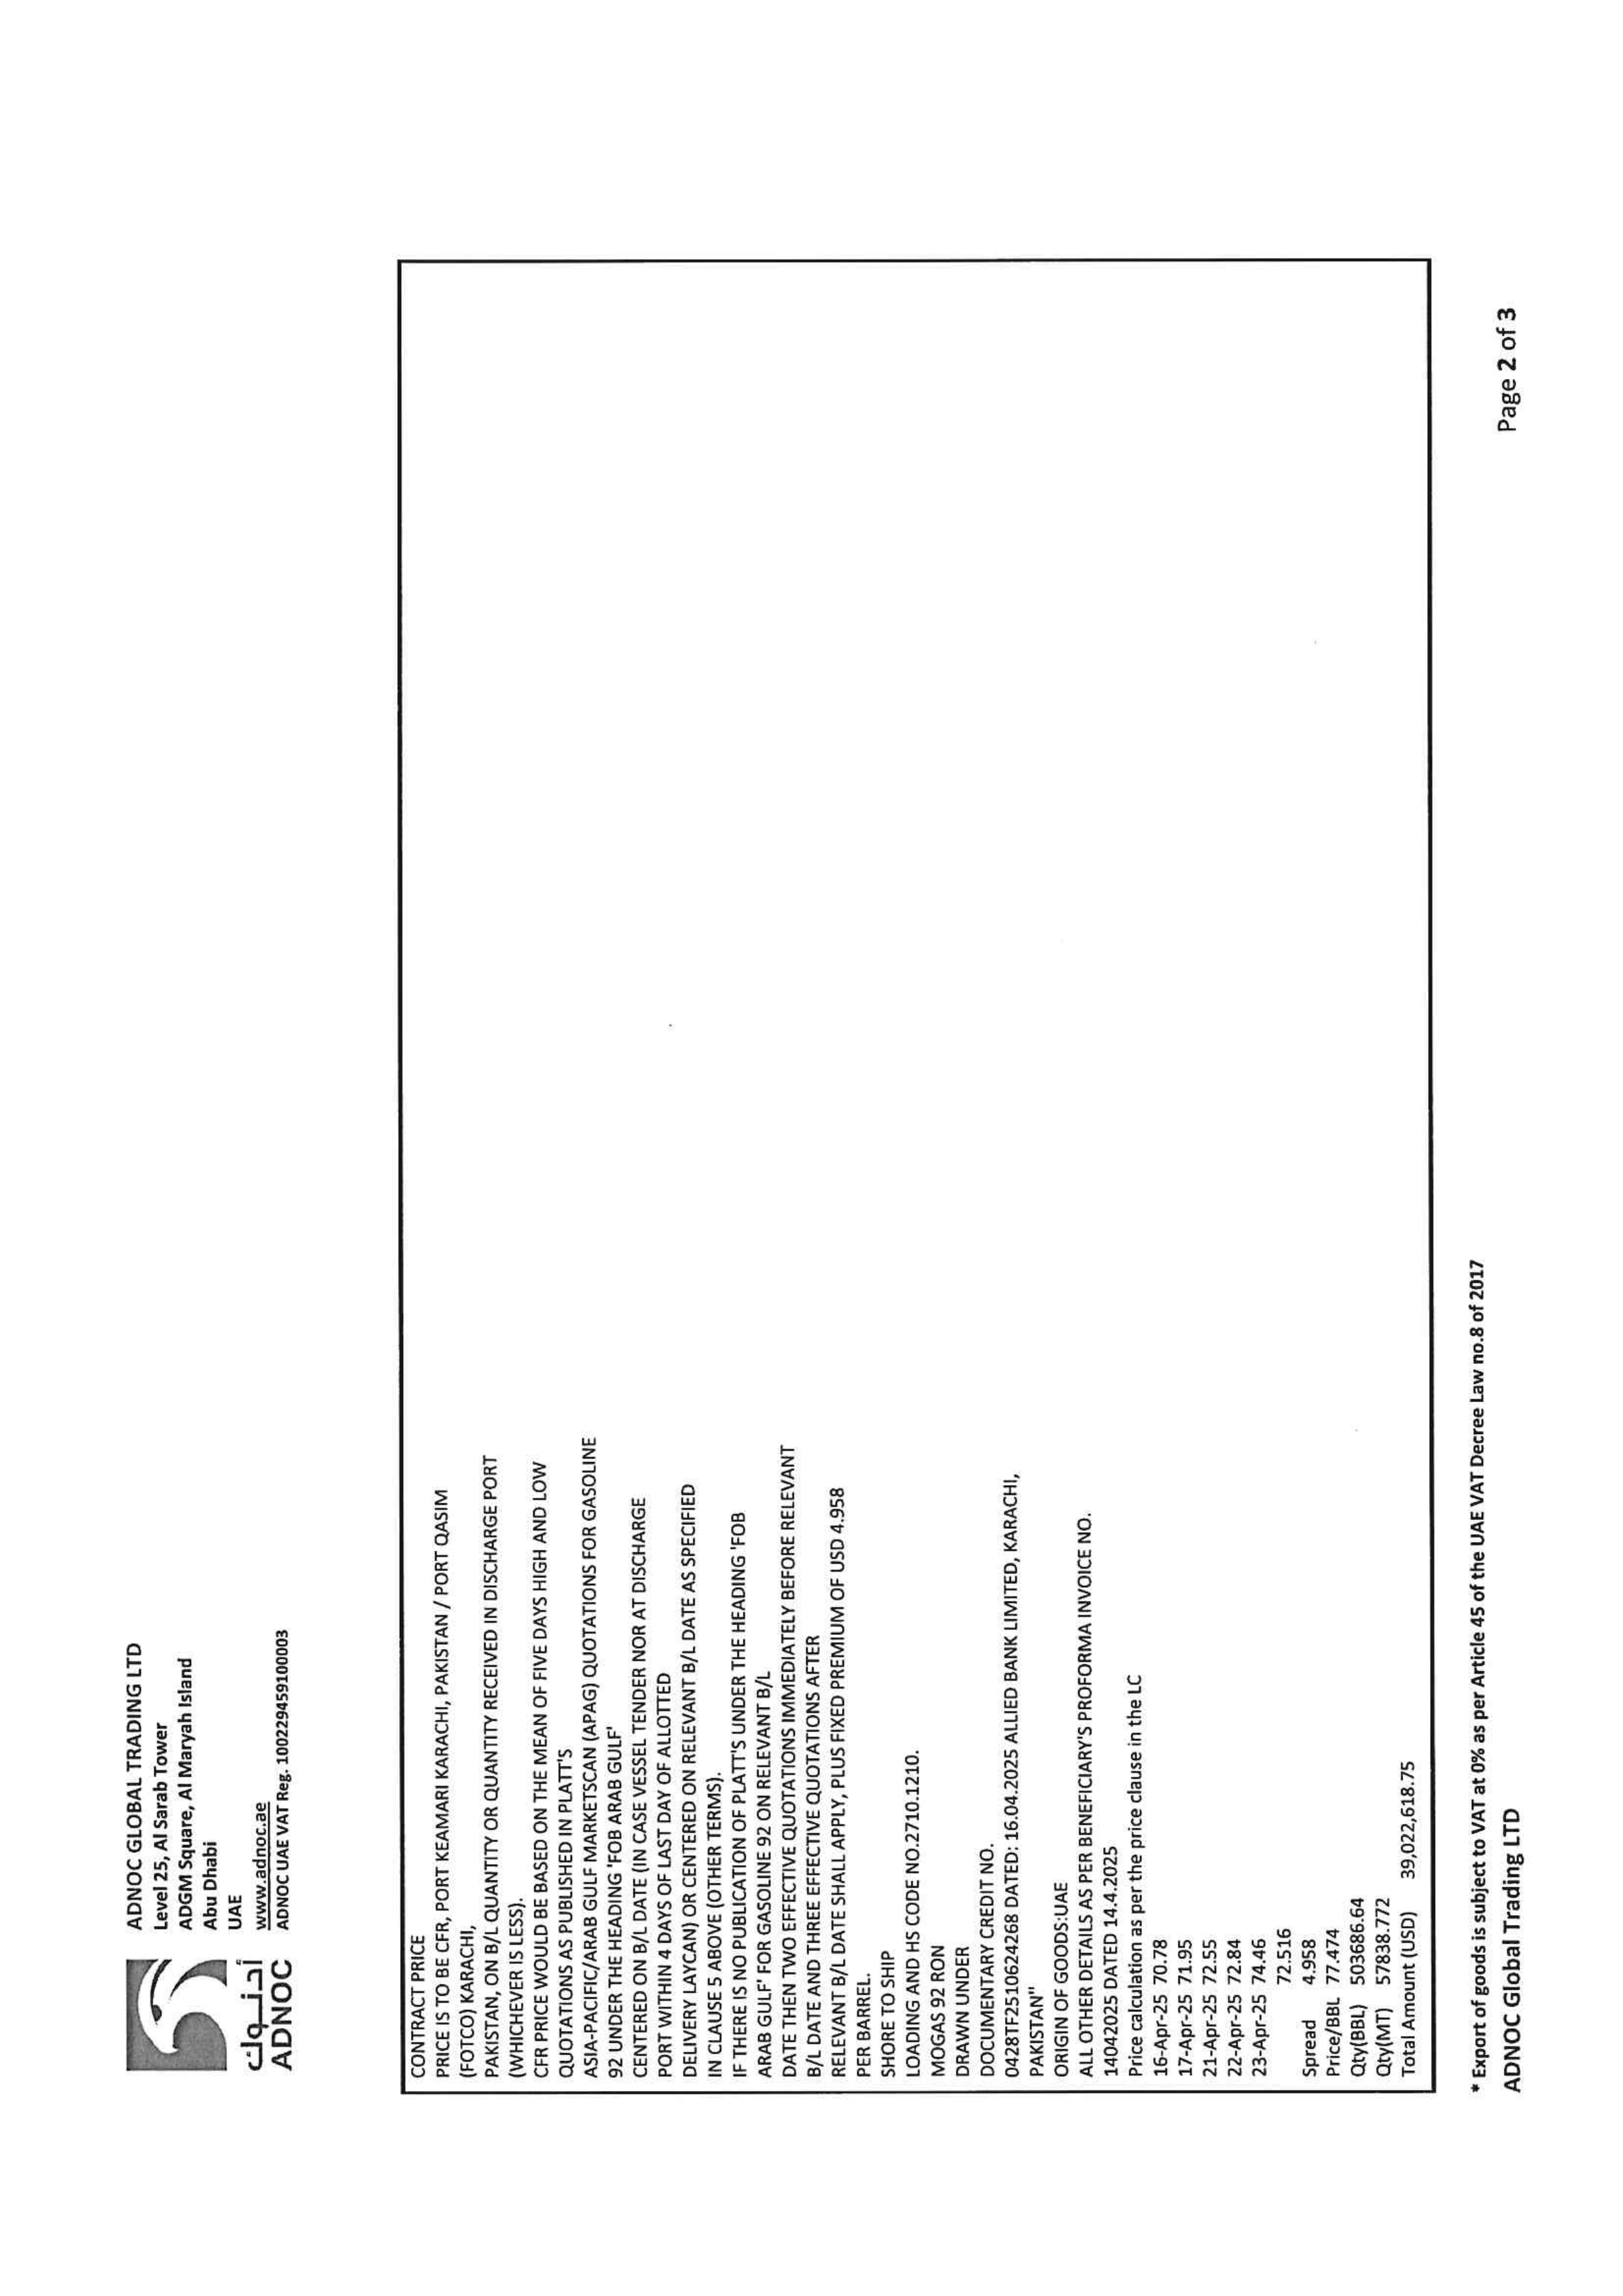 أدنوك
ADNOC
ADNOC GLOBAL TRADING LTD
Level 25, Al Sarab Tower
ADGM Square, Al Maryah Island
Abu Dhabi
UAE
www.adnoc.ae
ADNOC UAE VAT Reg. 100229459100003
CONTRACT PRICE
PRICE IS TO BE CFR, PORT KEAMARI KARACHI, PAKISTAN / PORT QASIM
(FOTCO) KARACHI,
PAKISTAN, ON B/L QUANTITY OR QUANTITY RECEIVED IN DISCHARGE PORT
(WHICHEVER IS LESS).
CFR PRICE WOULD BE BASED ON THE MEAN OF FIVE DAYS HIGH AND LOW
QUOTATIONS AS PUBLISHED IN PLATT'S
ASIA-PACIFIC/ARAB GULF MARKETSCAN (APAG) QUOTATIONS FOR GASOLINE
92 UNDER THE HEADING 'FOB ARAB GULF'
CENTERED ON B/L DATE (IN CASE VESSEL TENDER NOR AT DISCHARGE
PORT WITHIN 4 DAYS OF LAST DAY OF ALLOTTED
DELIVERY LAYCAN) OR CENTERED ON RELEVANT B/L DATE AS SPECIFIED
IN CLAUSE 5 ABOVE (OTHER TERMS).
IF THERE IS NO PUBLICATION OF PLATT'S UNDER THE HEADING 'FOB
ARAB GULF' FOR GASOLINE 92 ON RELEVANT B/L
DATE THEN TWO EFFECTIVE QUOTATIONS IMMEDIATELY BEFORE RELEVANT
B/L DATE AND THREE EFFECTIVE QUOTATIONS AFTER
RELEVANT B/L DATE SHALL APPLY, PLUS FIXED PREMIUM OF USD 4.958
PER BARREL.
SHORE TO SHIP
LOADING AND HS CODE NO.2710.1210.
MOGAS 92 RON
DRAWN UNDER
DOCUMENTARY CREDIT NO.
0428TF2510624268 DATED: 16.04.2025 ALLIED BANK LIMITED, KARACHI,
PAKISTAN"
ORIGIN OF GOODS:UAE
ALL OTHER DETAILS AS PER BENEFICIARY'S PROFORMA INVOICE NO.
14042025 DATED 14.4.2025
Price calculation as per the price clause in the LC
16-Apr-25 70.78
17-Apr-25 71.95
21-Apr-25 72.55
22-Apr-25 72.84
23-Apr-25 74.46
72.516
Spread 4.958
Price/BBL 77.474
Qty(BBL) 503686.64
Qty(MT) 57838.772
Total Amount (USD) 39,022,618.75
* Export of goods is subject to VAT at 0% as per Article 45 of the UAE VAT Decree Law no.8 of 2017
ADNOC Global Trading LTD
Page 2 of 3